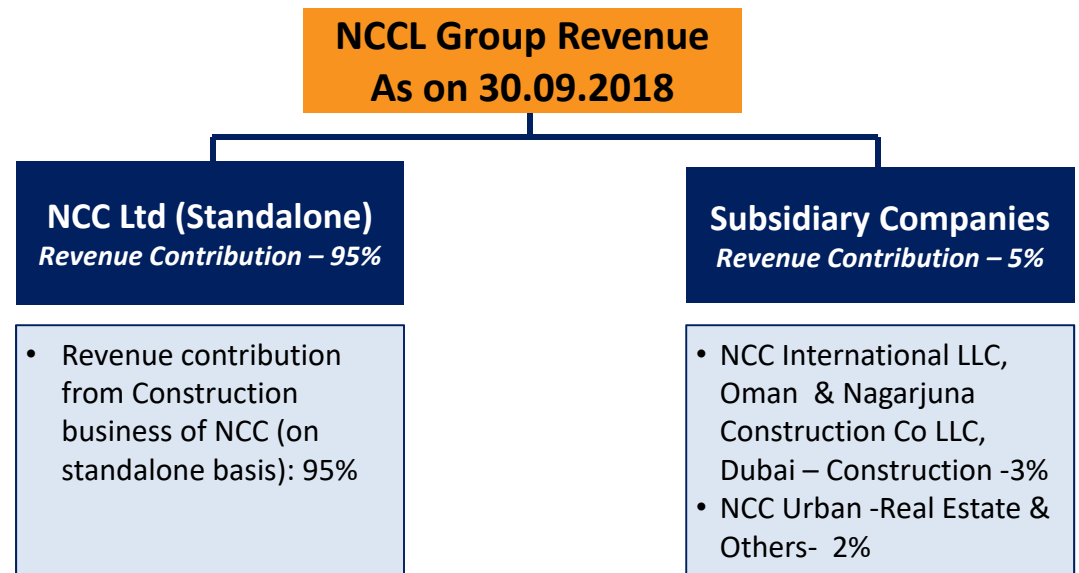 NCCL Group Revenue
As on 30.09.2018
NCC Ltd (Standalone)
Revenue Contribution – 95%
• Revenue contribution
from Construction
business of NCC (on
standalone basis): 95%
Subsidiary Companies
Revenue Contribution – 5%
• NCC International LLC,
Oman & Nagarjuna
Construction Co LLC,
Dubai – Construction -3%
• NCC Urban -Real Estate &
Others- 2%